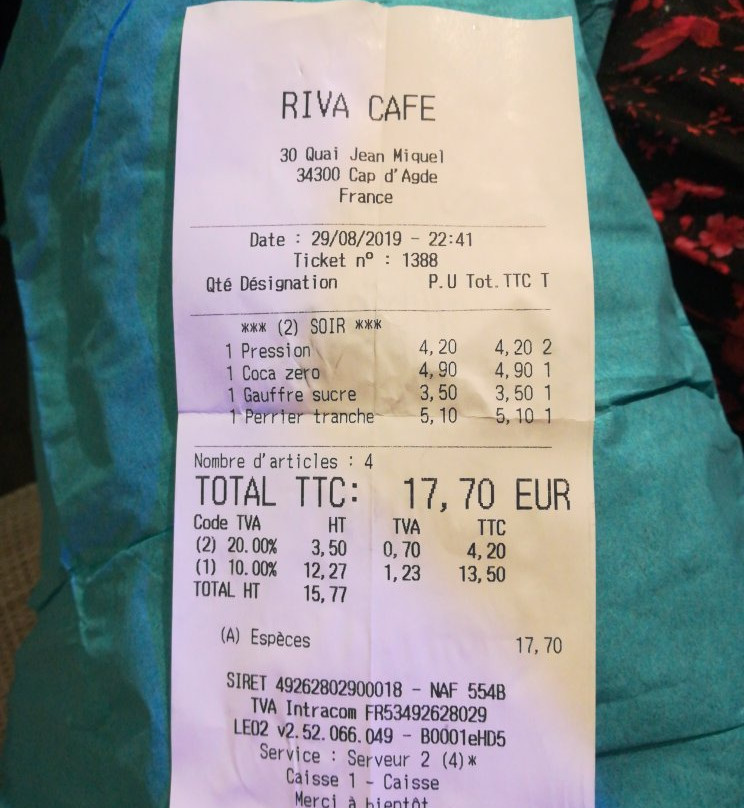 RIVA CAFE
30 Quai Jean Miquel
34300 Cap d'Agde
France
Date : 29/08/2019 - 22:41
Ticket n° : 1388
Qté Désignation P.U Tot.TTC T
*** (2) SOIR ***
1 Pression 4,20 4,20 2
1 Coca zero 4,90 4,90 1
1 Gauffre sucre 3,50 3,50 1
1 Perrier tranche 5,10 5,10 1
Nombre d'articles : 4
TOTAL TTC: 17,70 EUR
Code TVA HT TVA TTC
(2) 20.00% 3,50 0,70 4,20
(1) 10.00% 12,27 1,23 13,50
TOTAL HT 15,77
(A) Espèces 17,70
SIRET 49262802900018 - NAF 554B
TVA Intracom FR53492628029
LE02 v2.52.066.049 - B0001eHD5
Service : Serveur 2 (4)*
Caisse 1 - Caisse
Merci à bientôt